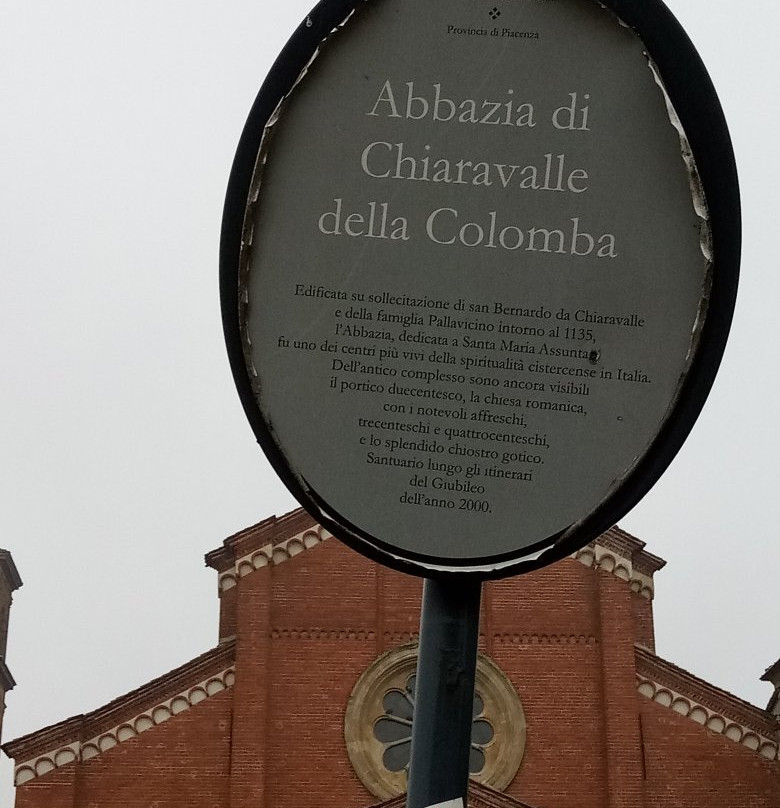 Provincia di Piacenza
Abbazia di
Chiaravalle
della Colomba
Edificata su sollecitazione di san Bernardo da Chiaravalle
e della famiglia Pallavicino intorno al 1135,
l'Abbazia, dedicata a Santa Maria Assunta,
fu uno dei centri più vivi della spiritualità cistercense in Italia.
Dell'antico complesso sono ancora visibili
il portico duecentesco, la chiesa romanica,
con i notevoli affreschi,
trecenteschi e quattrocenteschi,
e lo splendido chiostro gotico.
Santuario lungo gli itinerari
del Giubileo
dell'anno 2000.